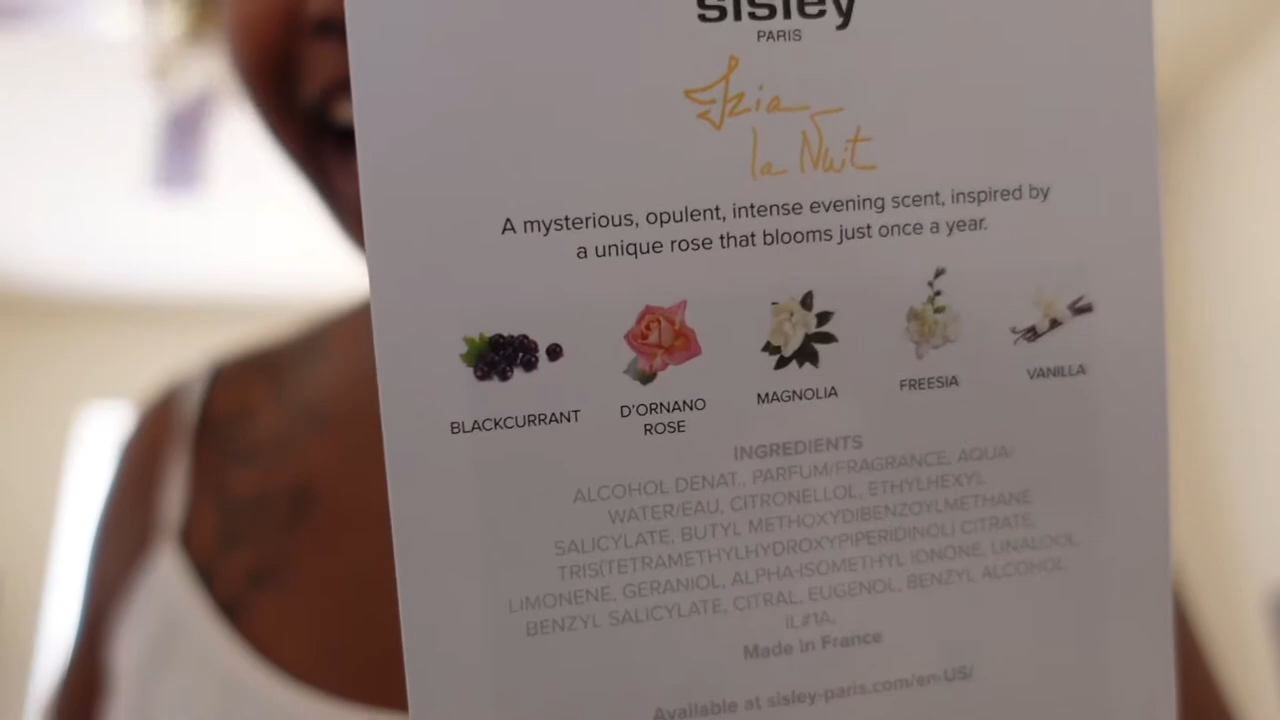 sisley
PARIS
Izia
la Nuit
A mysterious, opulent, intense evening scent, inspired by
a unique rose that blooms just once a year.
BLACKCURRANT
D'ORNANO
ROSE
MAGNOLIA
FREESIA
VANILLA
INGREDIENTS
ALCOHOL DENAT., PARFUM/FRAGRANCE, AQUA/
WATER/EAU, CITRONELLOL, ETHYLHEXYL
SALICYLATE, BUTYL METHOXYDIBENZOYLMETHANE
TRIS(TETRAMETHYLHYDROXYPIPERIDINOL) CITRATE,
LIMONENE, GERANIOL, ALPHA-ISOMETHYL IONONE, LINALOOL
BENZYL SALICYLATE, CITRAL, EUGENOL, BENZYL ALCOHOL
IL#1A,
Made in France
Available at sisley-paris.com/en-US/